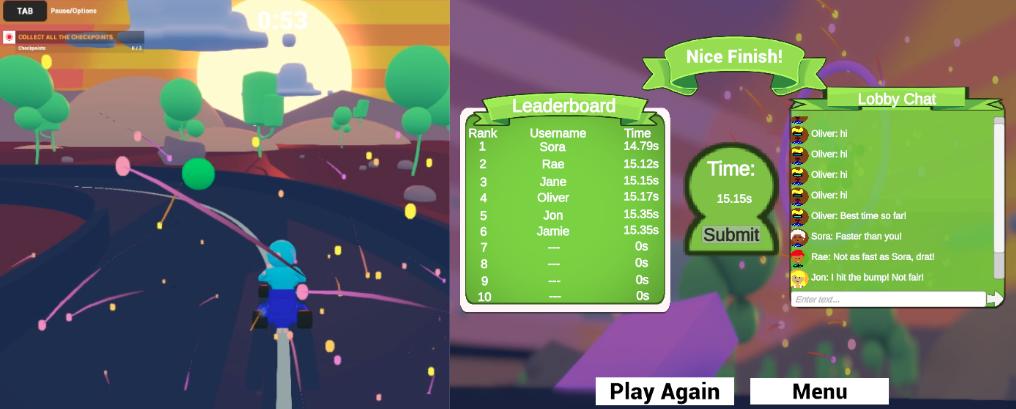 TAB Pause/Options
0:53
COLLECT ALL THE CHECKPOINTS
Checkpoints 0 / 3
Nice Finish!
Leaderboard
Rank Username Time
1 Sora 14.79s
2 Rae 15.12s
3 Jane 15.15s
4 Oliver 15.17s
5 Jon 15.35s
6 Jamie 15.35s
7 --- 0s
8 --- 0s
9 --- 0s
10 --- 0s
Time:
15.15s
Submit
Lobby Chat
Oliver: hi
Oliver: hi
Oliver: hi
Oliver: hi
Oliver: Best time so far!
Sora: Faster than you!
Rae: Not as fast as Sora, drat!
Jon: I hit the bump! Not fair!
Enter text...
Play Again
Menu